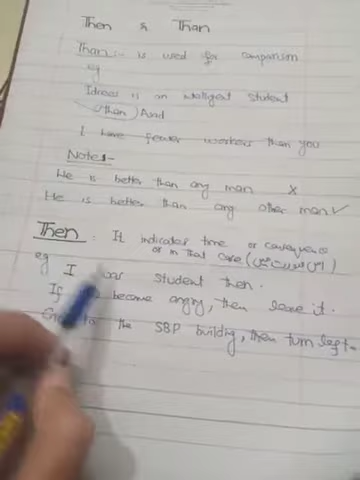 Then & Than
Than:- is used for comparison
eg
Idrees is an intelligent student
(than) Asad
I have fewer workers than you
Note:-
He is better than any man ×
He is better than any other man. ✓
Then: It indicates time or consequence
or in that case (
eg I was student then.
If become angry, then leave it.
to the SBP building, then turn left.